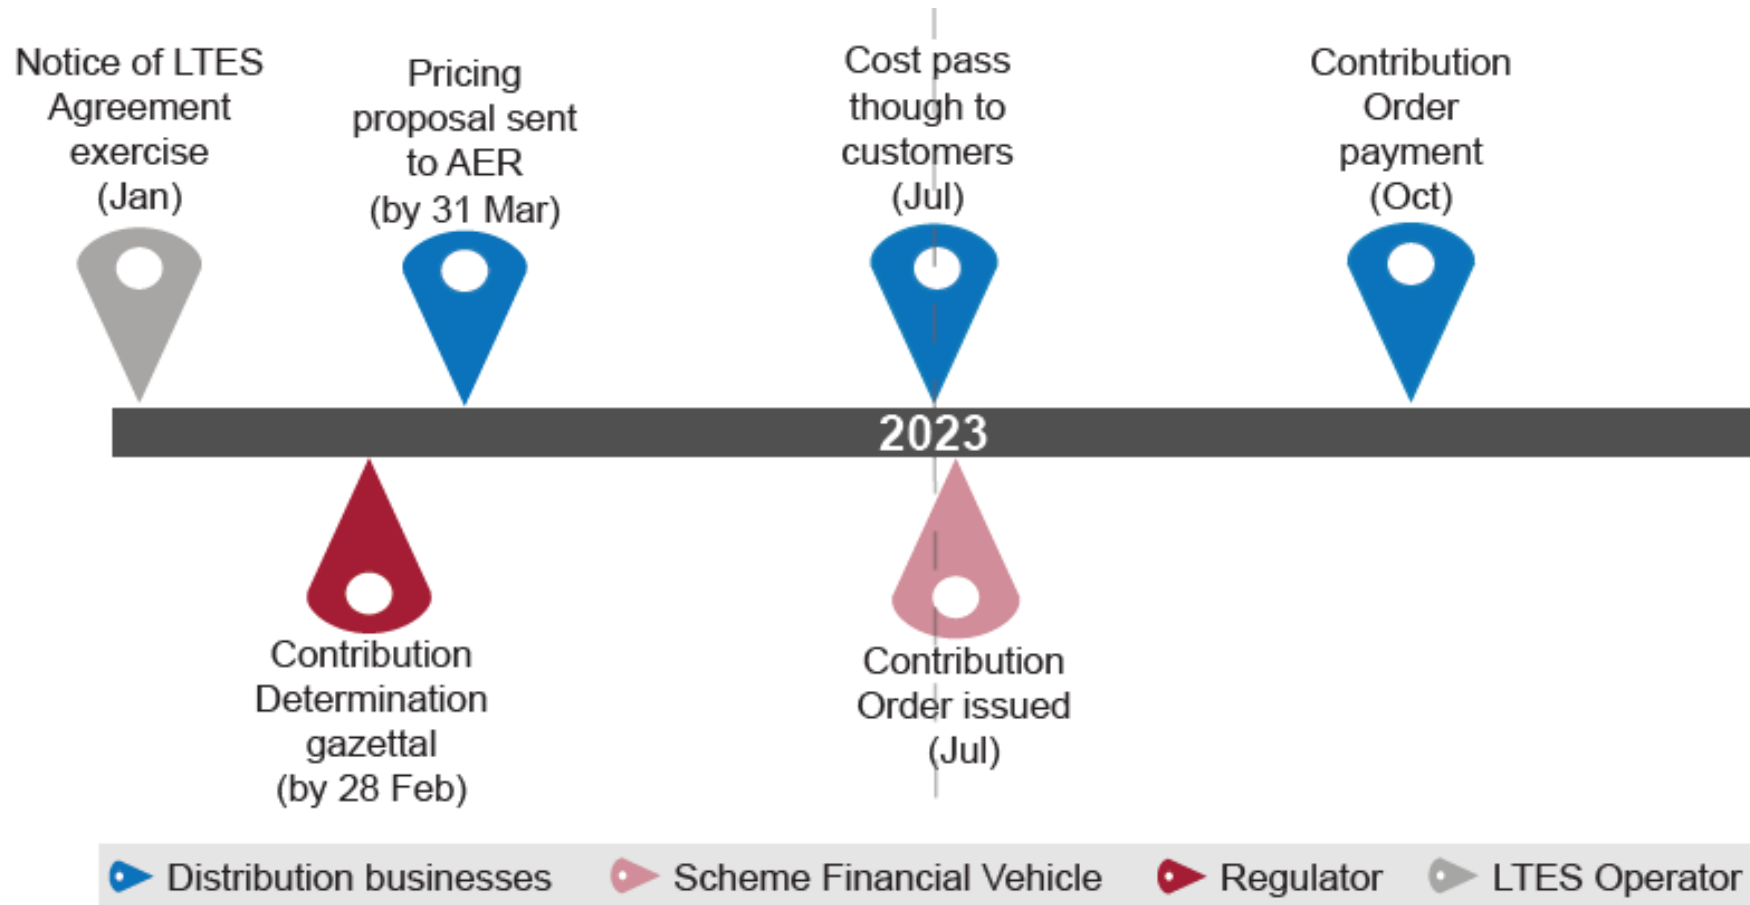 Notice of LTES
Agreement
exercise
(Jan)
Pricing
proposal sent
to AER
(by 31 Mar)
Cost pass
though to
customers
(Jul)
Contribution
Order
payment
(Oct)
2023
Contribution
Determination
gazettal
(by 28 Feb)
Contribution
Order issued
(Jul)
Distribution businesses
Scheme Financial Vehicle
Regulator
LTES Operator